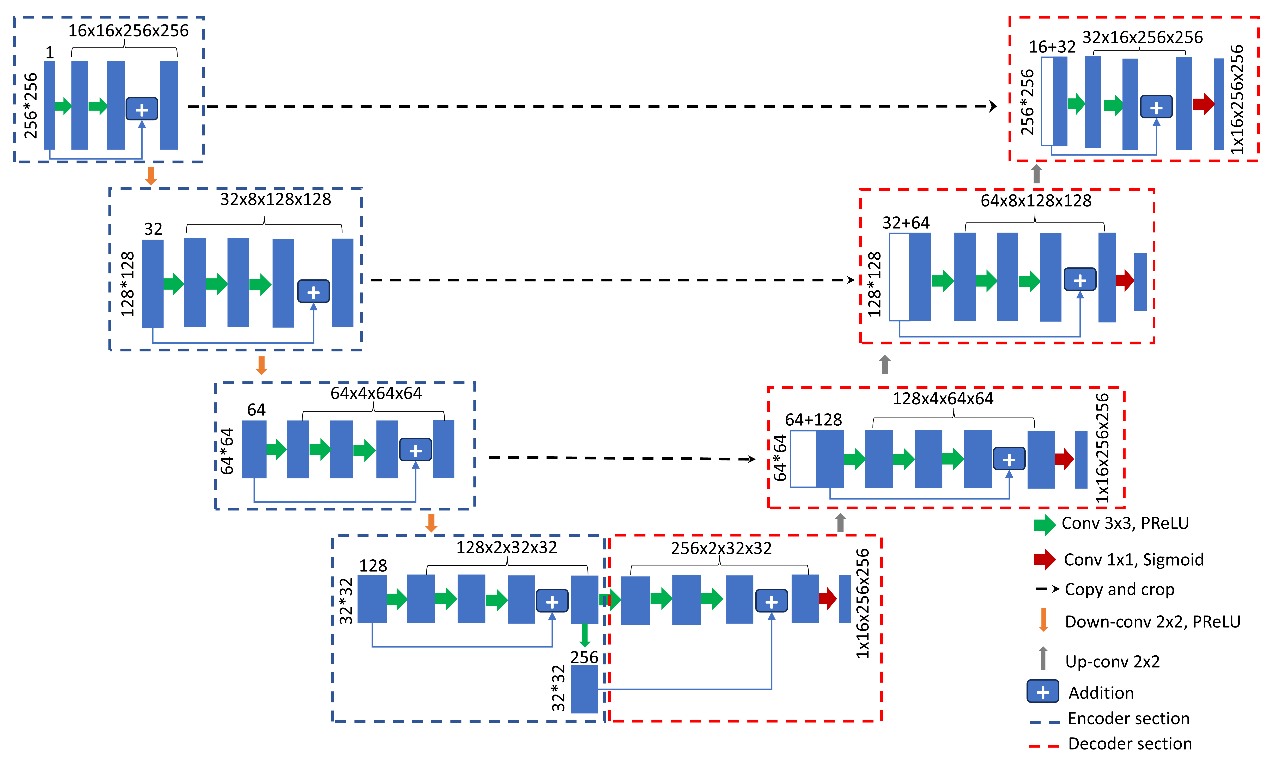 16x16x256x256
1
256*256
16+32
32x16x256x256
256*256
1x16x256x256
32x8x128x128
32
128*128
64x8x128x128
32+64
128*128
64x4x64x64
64
64*64
128x4x64x64
64+128
64*64
1x16x256x256
128x2x32x32
128
32*32
256
32*32
256x2x32x32
1x16x256x256
Conv 3x3, PReLU
Conv 1x1, Sigmoid
Copy and crop
Down-conv 2x2, PReLU
Up-conv 2x2
Addition
Encoder section
Decoder section